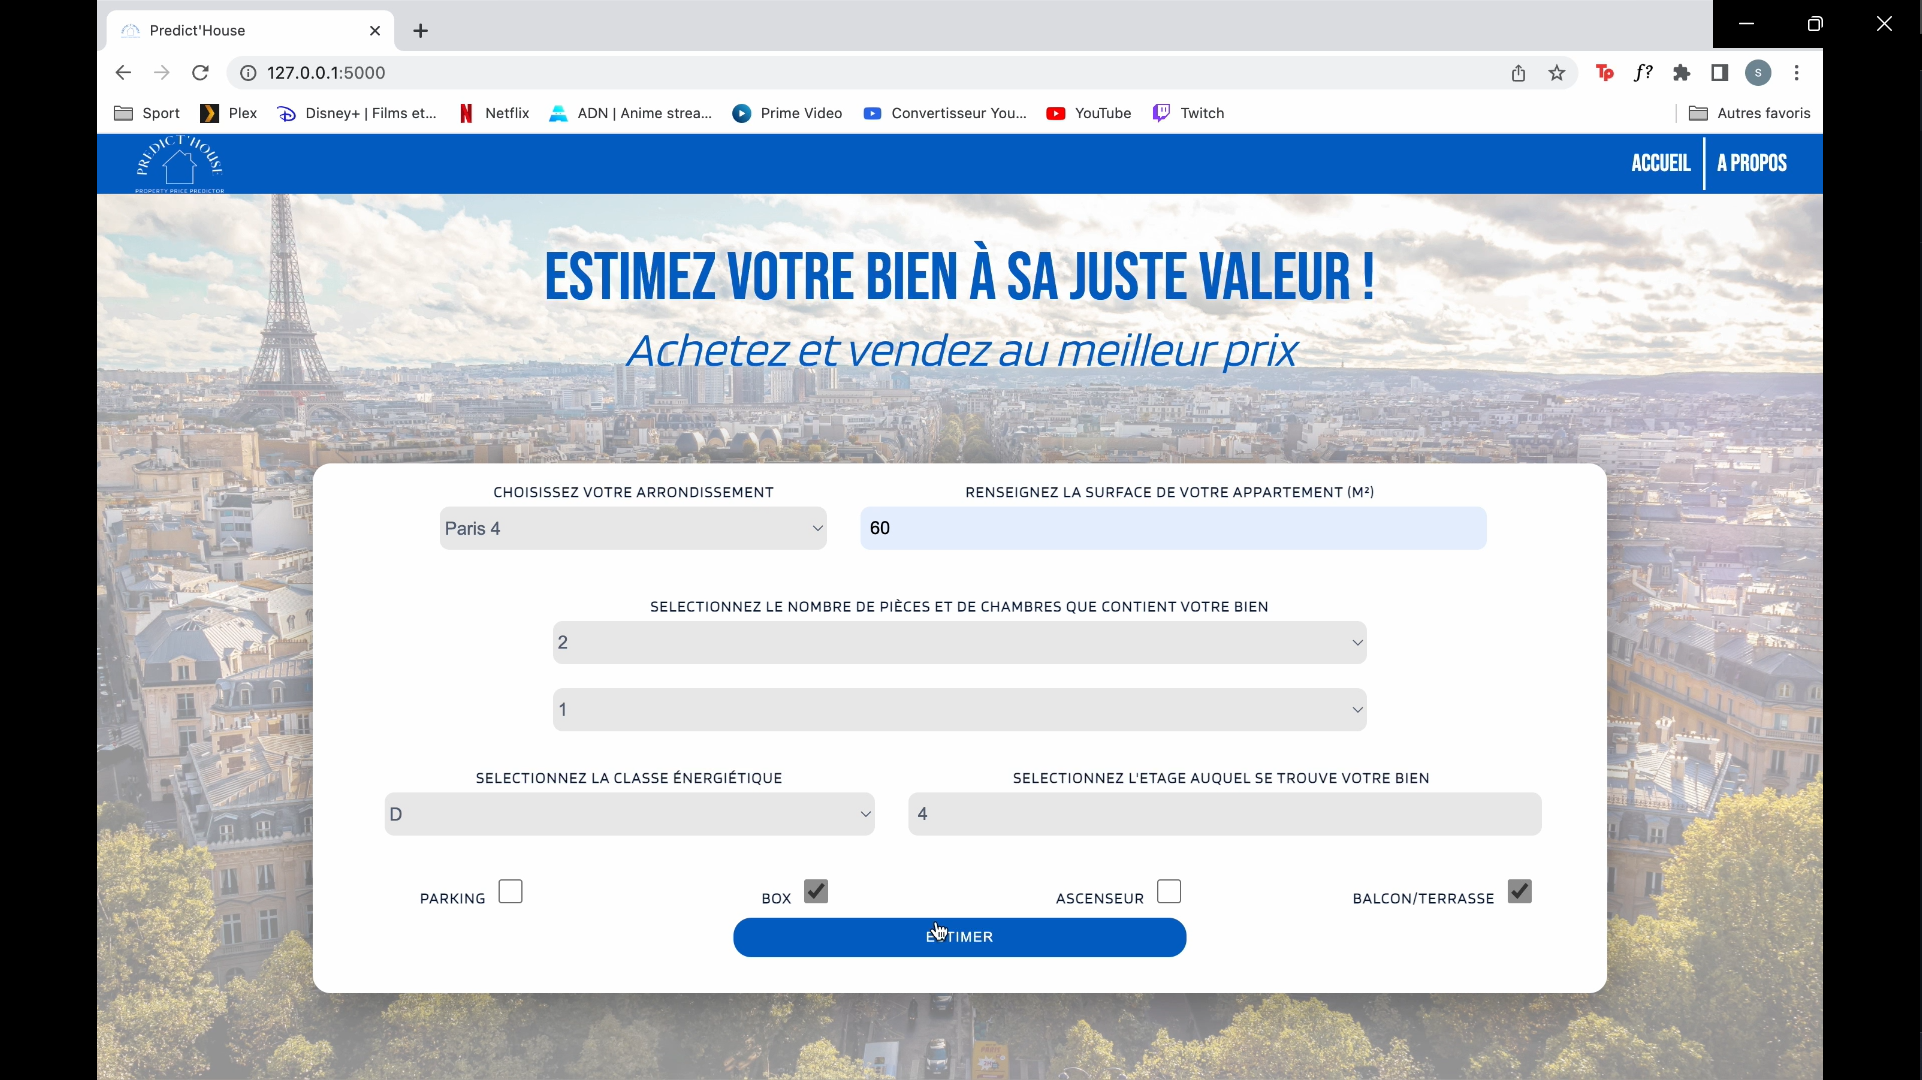 Predict'House
127.0.0.1:5000
S
Sport
Plex
Disney+ | Films et...
Netflix
ADN | Anime strea...
Prime Video
Convertisseur You...
YouTube
Twitch
Autres favoris
PREDICT'HOUSE
PROPERTY PRICE PREDICTOR
ACCUEIL
A PROPOS
ESTIMEZ VOTRE BIEN À SA JUSTE VALEUR !
Achetez et vendez au meilleur prix
CHOISISSEZ VOTRE ARRONDISSEMENT
RENSEIGNEZ LA SURFACE DE VOTRE APPARTEMENT (M²)
Paris 4
60
SELECTIONNEZ LE NOMBRE DE PIÈCES ET DE CHAMBRES QUE CONTIENT VOTRE BIEN
2
1
SELECTIONNEZ LA CLASSE ÉNERGIÉTIQUE
SELECTIONNEZ L'ETAGE AUQUEL SE TROUVE VOTRE BIEN
D
4
PARKING
BOX
ASCENSEUR
BALCON/TERRASSE
ESTIMER